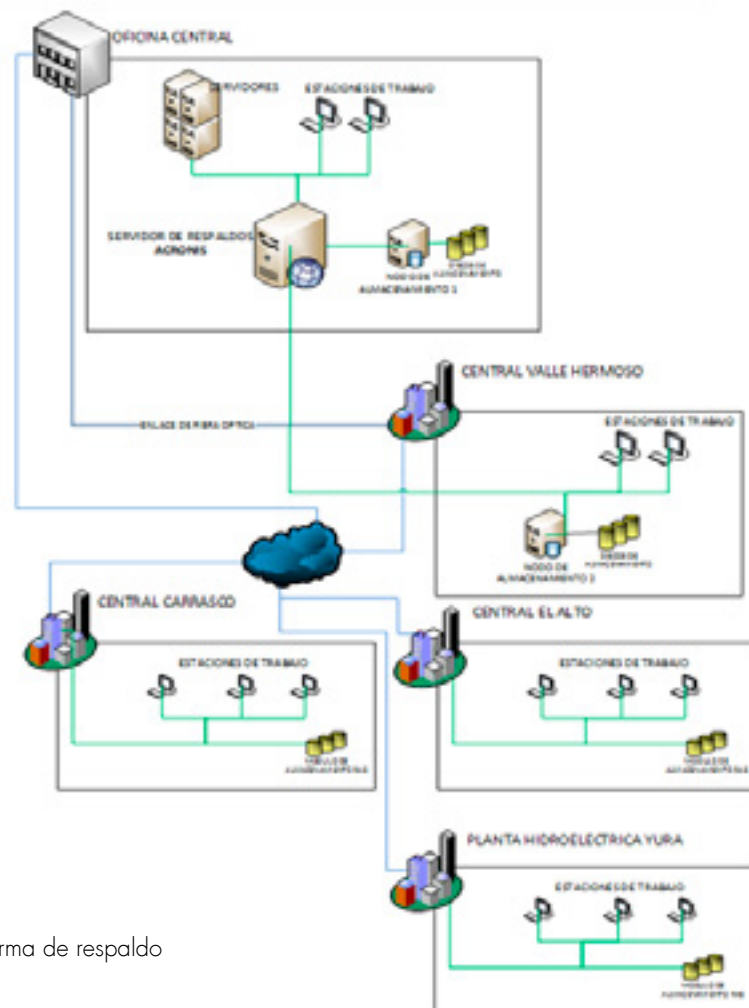 OFICINA CENTRAL
SERVIDORES
ESTACIONES DE TRABAJO
SERVIDOR DE RESPALDOS
ACRONIS
NODO DE
ALMACENAMIENTO 1
CENTRAL VALLE HERMOSO
ENLACE DE FIBRA OPTICA
ESTACIONES DE TRABAJO
NODO DE
ALMACENAMIENTO 2
CENTRAL CARRASCO
ESTACIONES DE TRABAJO
CENTRAL EL ALTO
ESTACIONES DE TRABAJO
PLANTA HIDROELECTRICA YURA
ESTACIONES DE TRABAJO
rma de respaldo